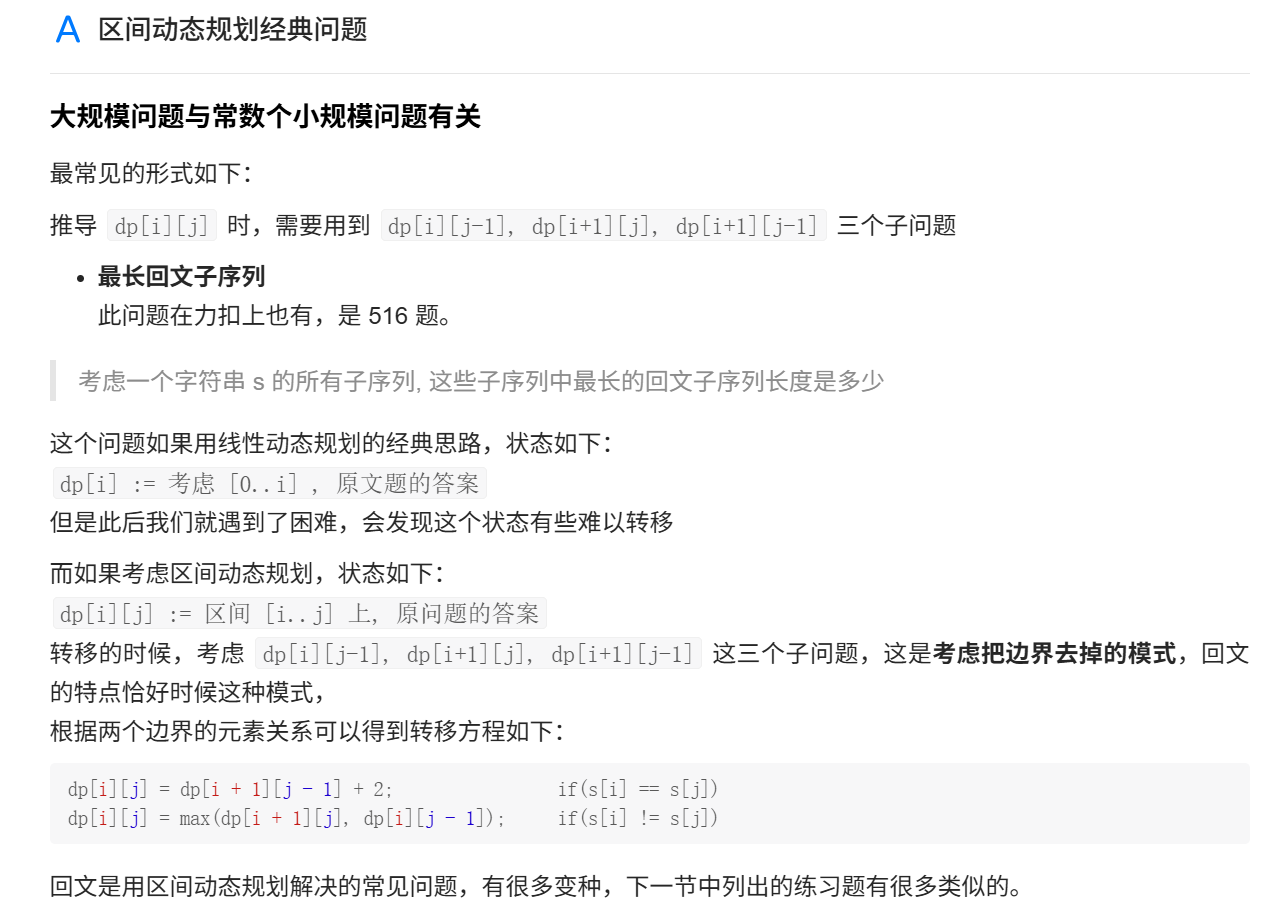 A 区间动态规划经典问题
大规模问题与常数个小规模问题有关
最常见的形式如下：
推导 dp[i][j] 时，需要用到 dp[i][j-1], dp[i+1][j], dp[i+1][j-1] 三个子问题
• 最长回文子序列
此问题在力扣上也有，是 516 题。
考虑一个字符串 s 的所有子序列, 这些子序列中最长的回文子序列长度是多少
这个问题如果用线性动态规划的经典思路，状态如下：
dp[i] := 考虑 [0..i] , 原文题的答案
但是此后我们就遇到了困难，会发现这个状态有些难以转移
而如果考虑区间动态规划，状态如下：
dp[i][j] := 区间 [i..j] 上, 原问题的答案
转移的时候，考虑 dp[i][j-1], dp[i+1][j], dp[i+1][j-1] 这三个子问题，这是考虑把边界去掉的模式，回文
的特点恰好时候这种模式，
根据两个边界的元素关系可以得到转移方程如下：
dp[i][j] = dp[i + 1][j - 1] + 2; if(s[i] == s[j])
dp[i][j] = max(dp[i + 1][j], dp[i][j - 1]); if(s[i] != s[j])
回文是用区间动态规划解决的常见问题，有很多变种，下一节中列出的练习题有很多类似的。